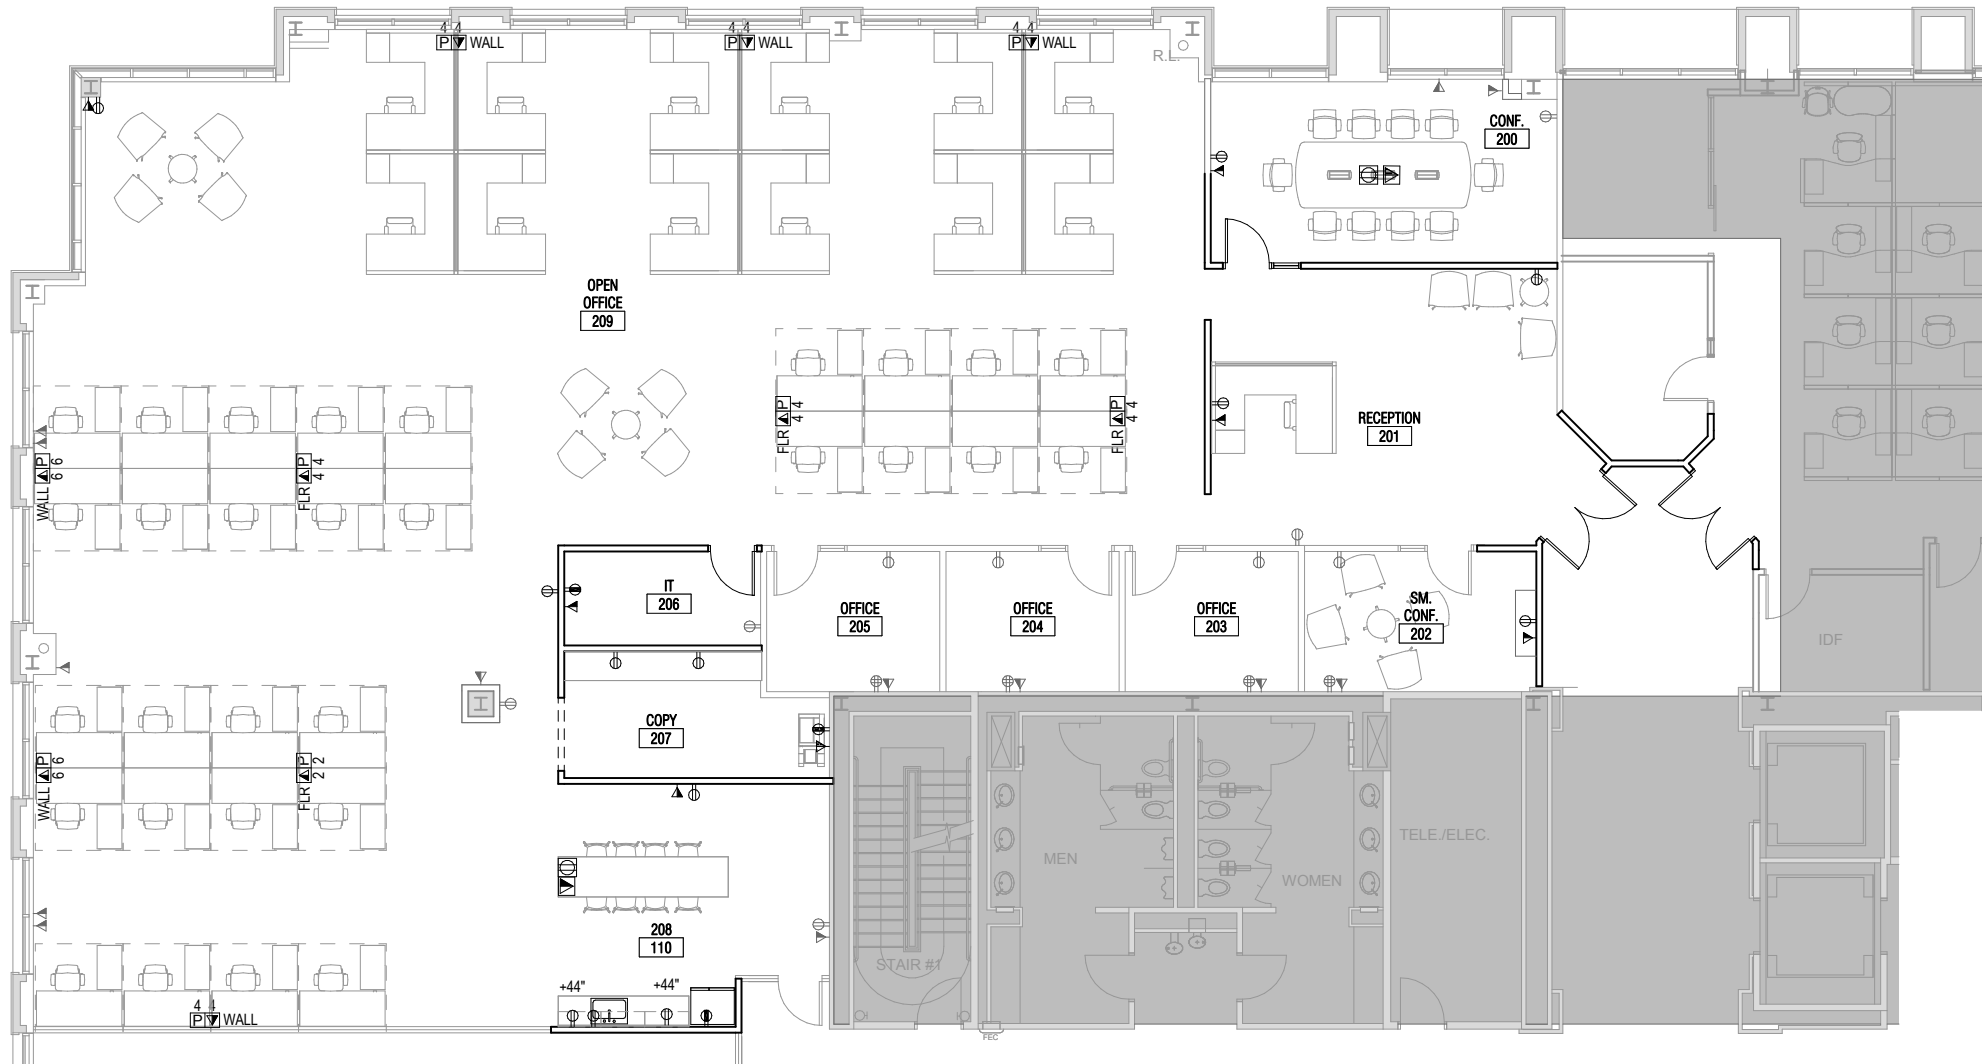 4 4
P WALL
4 4
P WALL
4 4
P WALL
R.L.
CONF.
200
OPEN
OFFICE
209
RECEPTION
201
FLR P 4 4
FLR P 4 4
WALL P 6 6
FLR P 4 4
IT
206
OFFICE
205
OFFICE
204
OFFICE
203
SM.
CONF.
202
IDF
COPY
207
WALL P 6 6
FLR P 2 2
MEN
WOMEN
TELE./ELEC.
208
110
STAIR #1
+44"
+44"
4 4
P WALL
FEC